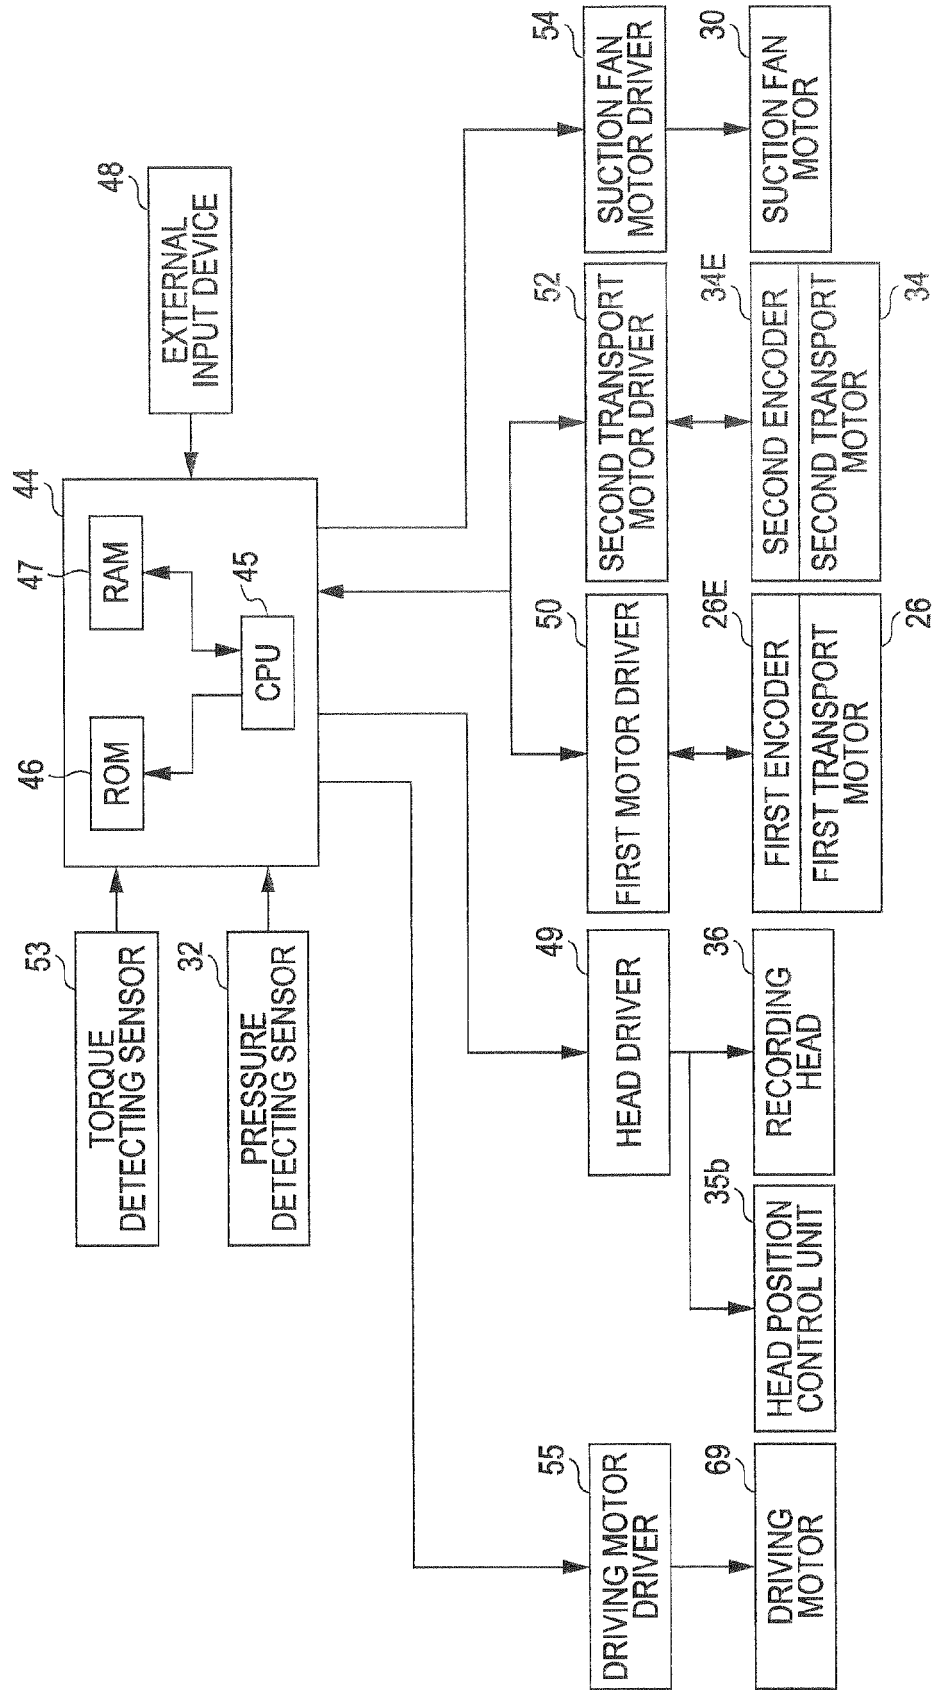 53
TORQUE
DETECTING SENSOR
32
PRESSURE
DETECTING SENSOR
44
46
ROM
47
RAM
45
CPU
48
EXTERNAL
INPUT DEVICE
55
DRIVING MOTOR
DRIVER
49
HEAD DRIVER
50
FIRST MOTOR DRIVER
52
SECOND TRANSPORT
MOTOR DRIVER
54
SUCTION FAN
MOTOR DRIVER
69
DRIVING
MOTOR
35b
HEAD POSITION
CONTROL UNIT
36
RECORDING
HEAD
26E
FIRST ENCODER
FIRST TRANSPORT
MOTOR
26
34E
SECOND ENCODER
SECOND TRANSPORT
MOTOR
34
30
SUCTION FAN
MOTOR